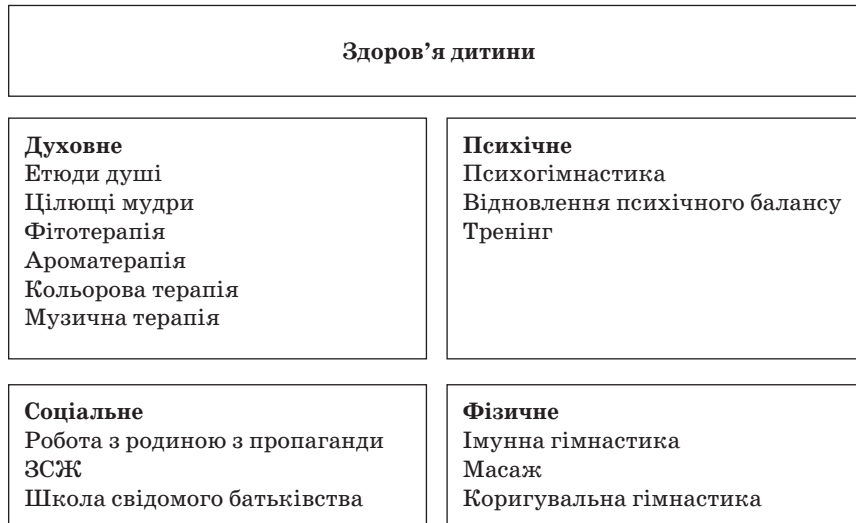 Здоров'я дитини
Духовне
Етюди душі
Цілющі мудри
Фітотерапія
Ароматерапія
Кольорова терапія
Музична терапія
Психічне
Психогімнастика
Відновлення психічного балансу
Тренінг
Соціальне
Робота з родиною з пропаганди
ЗСЖ
Школа свідомого батьківства
Фізичне
Імунна гімнастика
Масаж
Коригувальна гімнастика